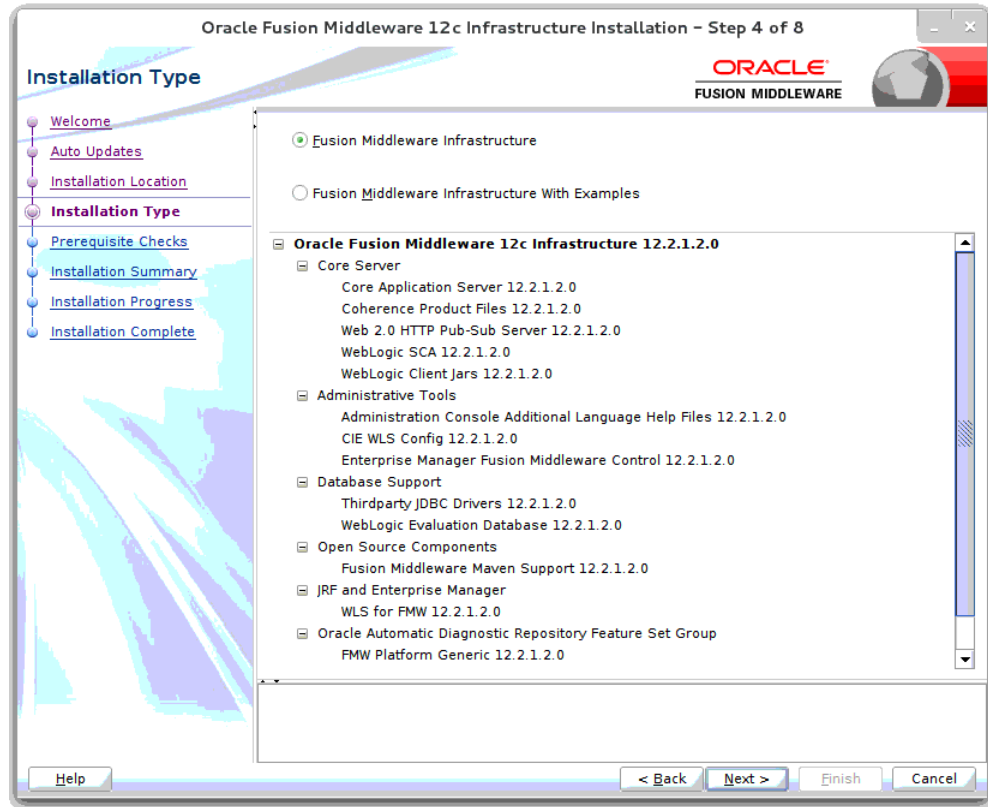 Oracle Fusion Middleware 12c Infrastructure Installation – Step 4 of 8
Installation Type
ORACLE
FUSION MIDDLEWARE
Welcome
Auto Updates
Installation Location
Installation Type
Prerequisite Checks
Installation Summary
Installation Progress
Installation Complete
Fusion Middleware Infrastructure
Fusion Middleware Infrastructure With Examples
Oracle Fusion Middleware 12c Infrastructure 12.2.1.2.0
Core Server
Core Application Server 12.2.1.2.0
Coherence Product Files 12.2.1.2.0
Web 2.0 HTTP Pub-Sub Server 12.2.1.2.0
WebLogic SCA 12.2.1.2.0
WebLogic Client Jars 12.2.1.2.0
Administrative Tools
Administration Console Additional Language Help Files 12.2.1.2.0
CIE WLS Config 12.2.1.2.0
Enterprise Manager Fusion Middleware Control 12.2.1.2.0
Database Support
Thirdparty JDBC Drivers 12.2.1.2.0
WebLogic Evaluation Database 12.2.1.2.0
Open Source Components
Fusion Middleware Maven Support 12.2.1.2.0
JRF and Enterprise Manager
WLS for FMW 12.2.1.2.0
Oracle Automatic Diagnostic Repository Feature Set Group
FMW Platform Generic 12.2.1.2.0
Help
< Back
Next >
Finish
Cancel